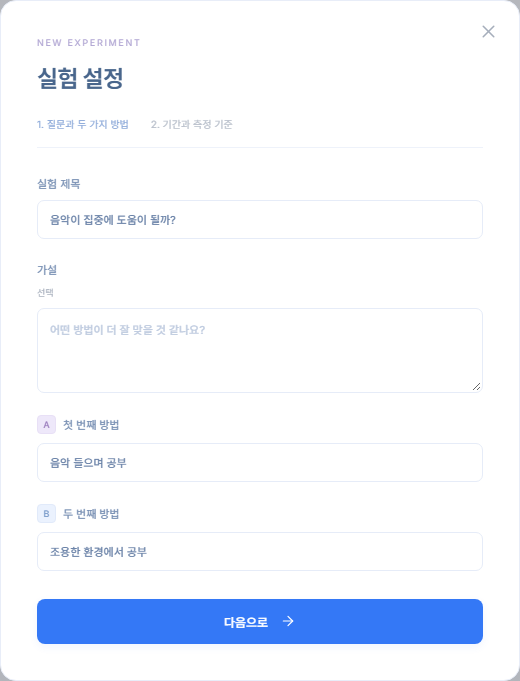 NEW EXPERIMENT
실험 설정
1. 질문과 두 가지 방법 2. 기간과 측정 기준
실험 제목
음악이 집중에 도움이 될까?
가설
선택
어떤 방법이 더 잘 맞을 것 같나요?
A 첫 번째 방법
음악 들으며 공부
B 두 번째 방법
조용한 환경에서 공부
다음으로 →